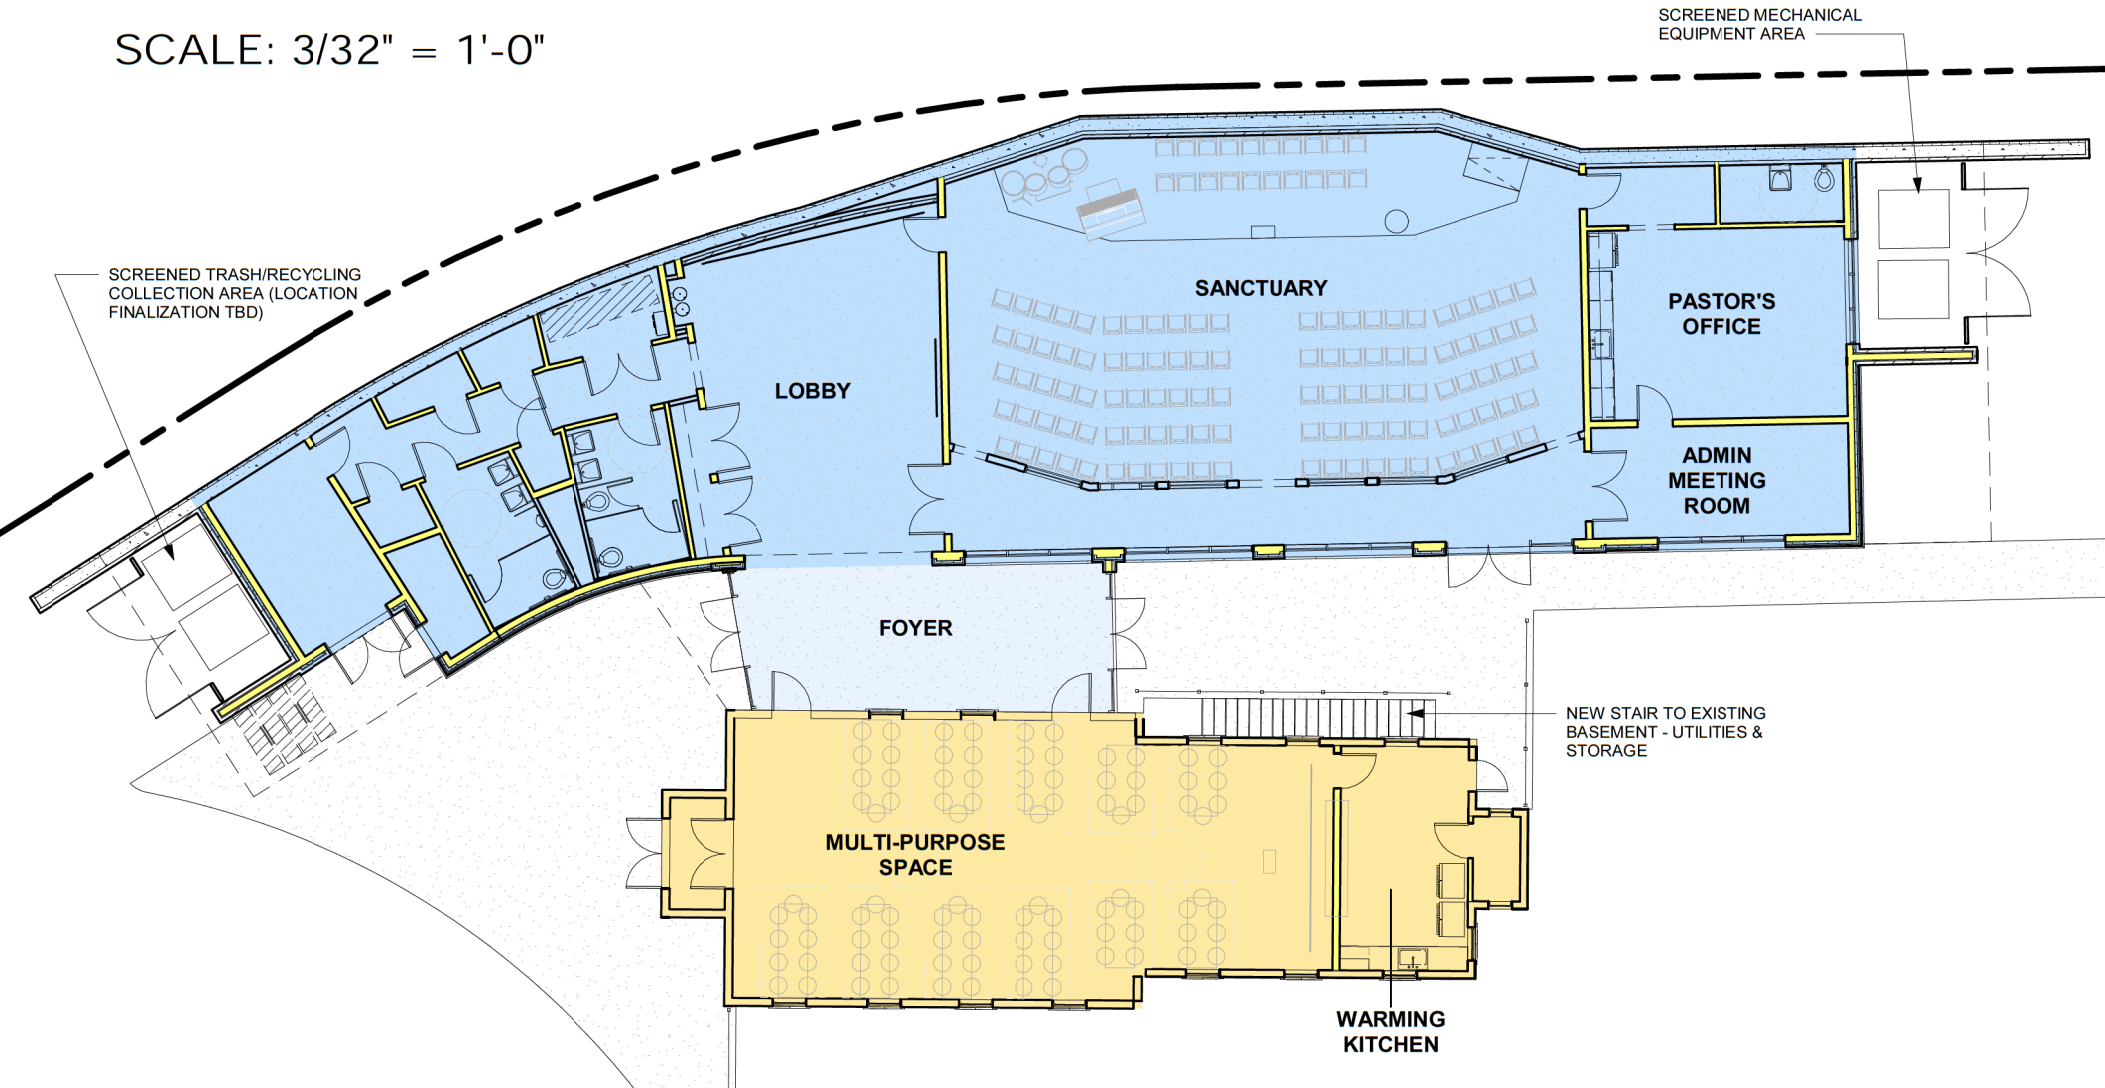 SCALE: 3/32" = 1'-0"
SCREENED MECHANICAL
EQUIPMENT AREA
SCREENED TRASH/RECYCLING
COLLECTION AREA (LOCATION
FINALIZATION TBD)
SANCTUARY
PASTOR'S
OFFICE
LOBBY
ADMIN
MEETING
ROOM
FOYER
NEW STAIR TO EXISTING
BASEMENT - UTILITIES &
STORAGE
MULTI-PURPOSE
SPACE
WARMING
KITCHEN